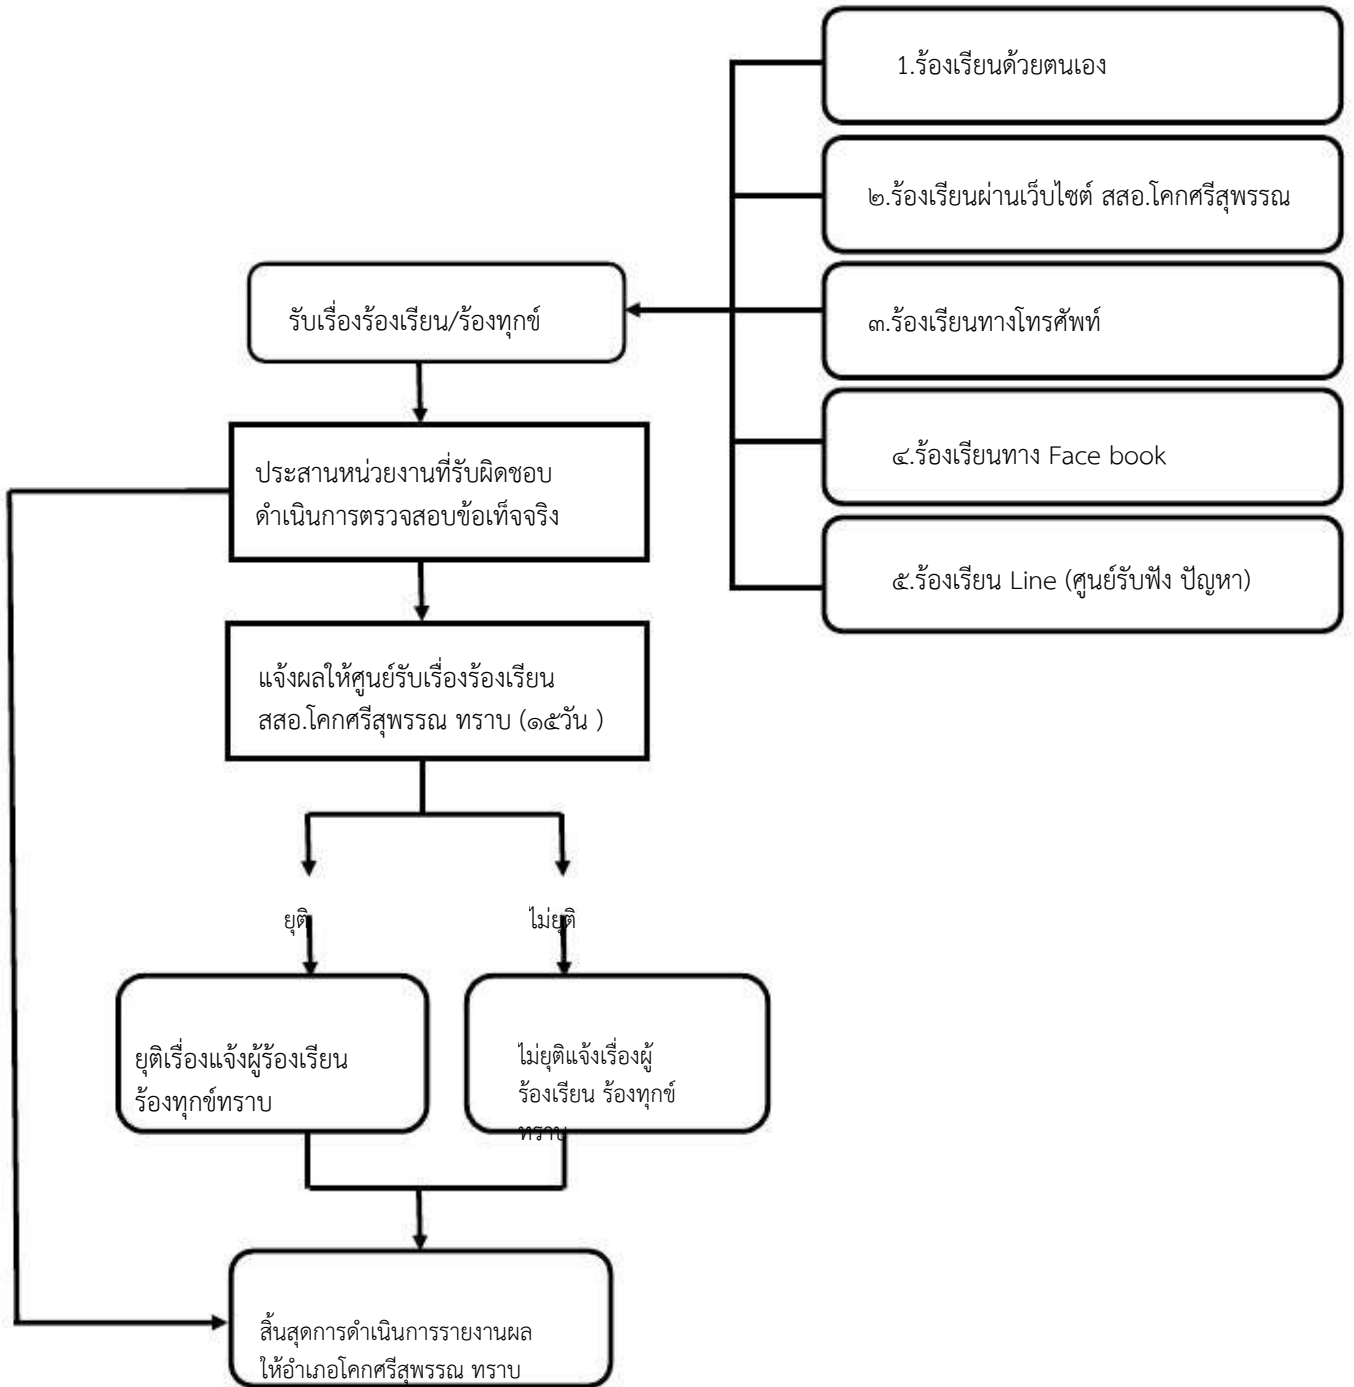 1.ร้องเรียนด้วยตนเอง
๒.ร้องเรียนผ่านเว็บไซต์ สสอ.โคกศรีสุพรรณ
รับเรื่องร้องเรียน/ร้องทุกข์
๓.ร้องเรียนทางโทรศัพท์
๔.ร้องเรียนทาง Face book
ประสานหน่วยงานที่รับผิดชอบ
ดำเนินการตรวจสอบข้อเท็จจริง
๕.ร้องเรียน Line (ศูนย์รับฟัง ปัญหา)
แจ้งผลให้ศูนย์รับเรื่องร้องเรียน
สสอ.โคกศรีสุพรรณ ทราบ (๑๕วัน )
ยุติ
ไม่ยุติ
ยุติเรื่องแจ้งผู้ร้องเรียน
ร้องทุกข์ทราบ
ไม่ยุติแจ้งเรื่องผู้
ร้องเรียน ร้องทุกข์
ทราบ
สิ้นสุดการดำเนินการรายงานผล
ให้อำเภอโคกศรีสุพรรณ ทราบ